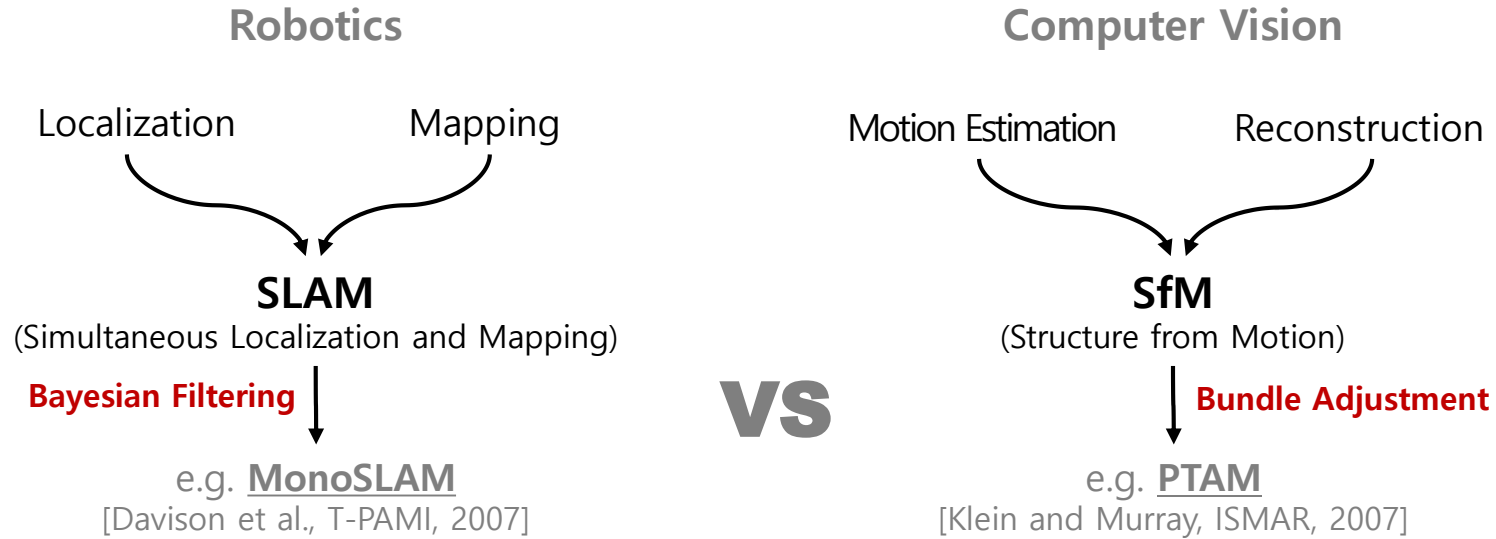 Robotics
Localization
Mapping
SLAM
(Simultaneous Localization and Mapping)
Bayesian Filtering
e.g. MonoSLAM
[Davison et al., T-PAMI, 2007]
VS
Computer Vision
Motion Estimation
Reconstruction
SfM
(Structure from Motion)
Bundle Adjustment
e.g. PTAM
[Klein and Murray, ISMAR, 2007]